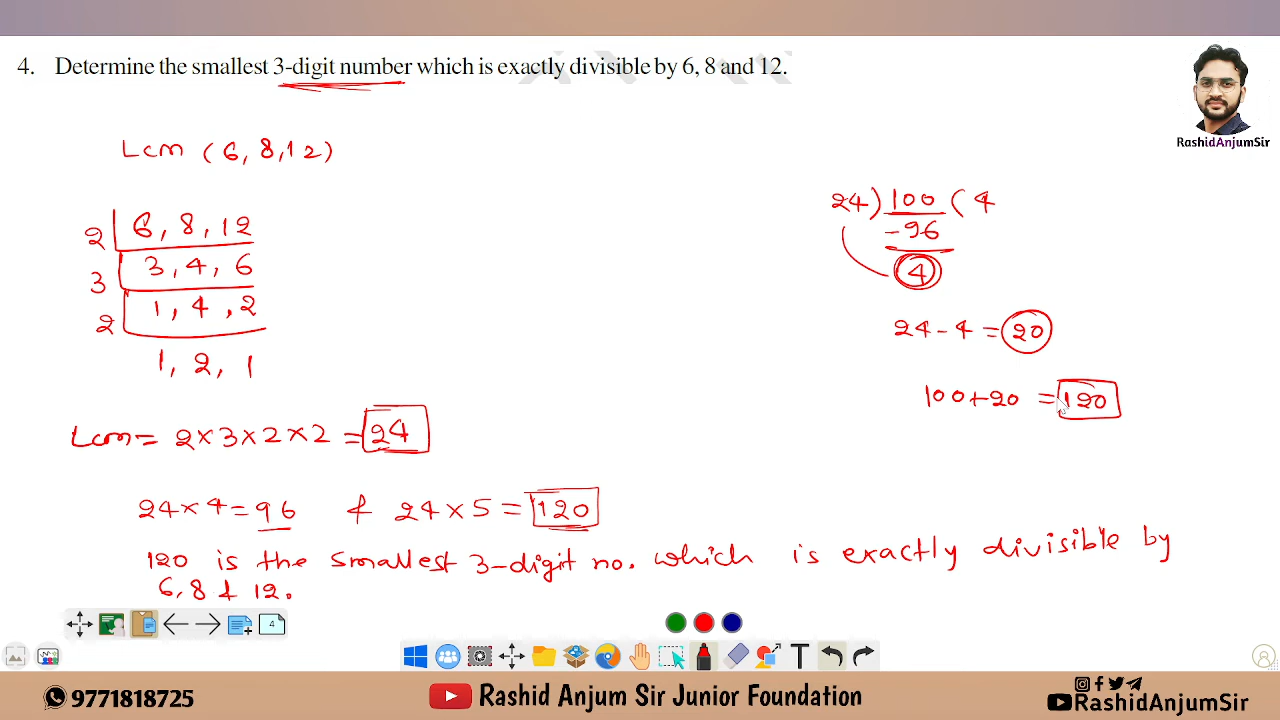 4. Determine the smallest 3-digit number which is exactly divisible by 6, 8 and 12.
RashidAnjumSir
Lcm (6, 8, 12)
2 6, 8, 12
3 3, 4, 6
2 1, 4, 2
1, 2, 1
Lcm = 2 × 3 × 2 × 2 = 24
24 × 4 = 96 & 24 × 5 = 120
24 ) 100 ( 4
-96
4
24 - 4 = 20
100 + 20 = 120
120 is the smallest 3-digit no. which is exactly divisible by
6, 8 & 12.
4
T
9771818725
Rashid Anjum Sir Junior Foundation
RashidAnjumSir